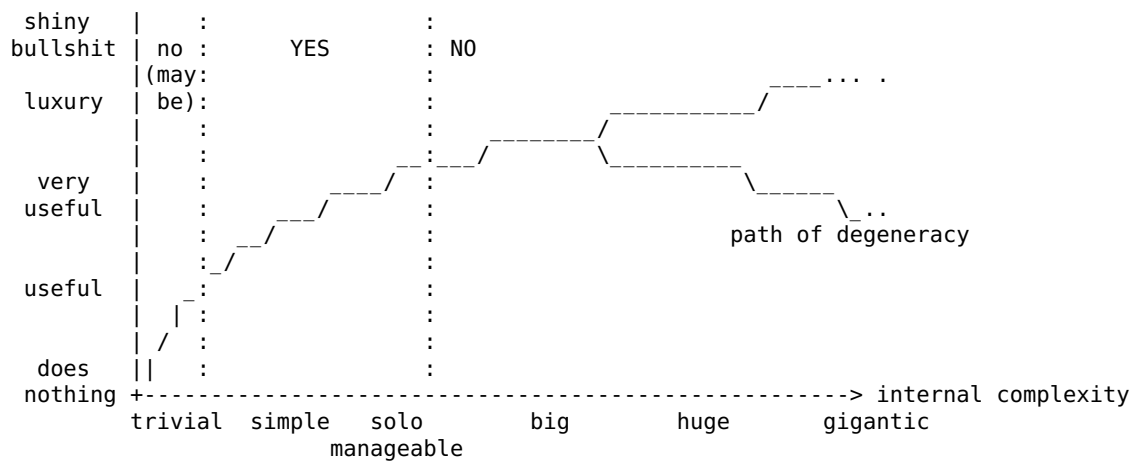 shiny
bullshit no YES NO
(may
luxury be)
... .
very
useful
..
path of degeneracy
useful
does
nothing internal complexity
trivial simple solo big huge gigantic
manageable